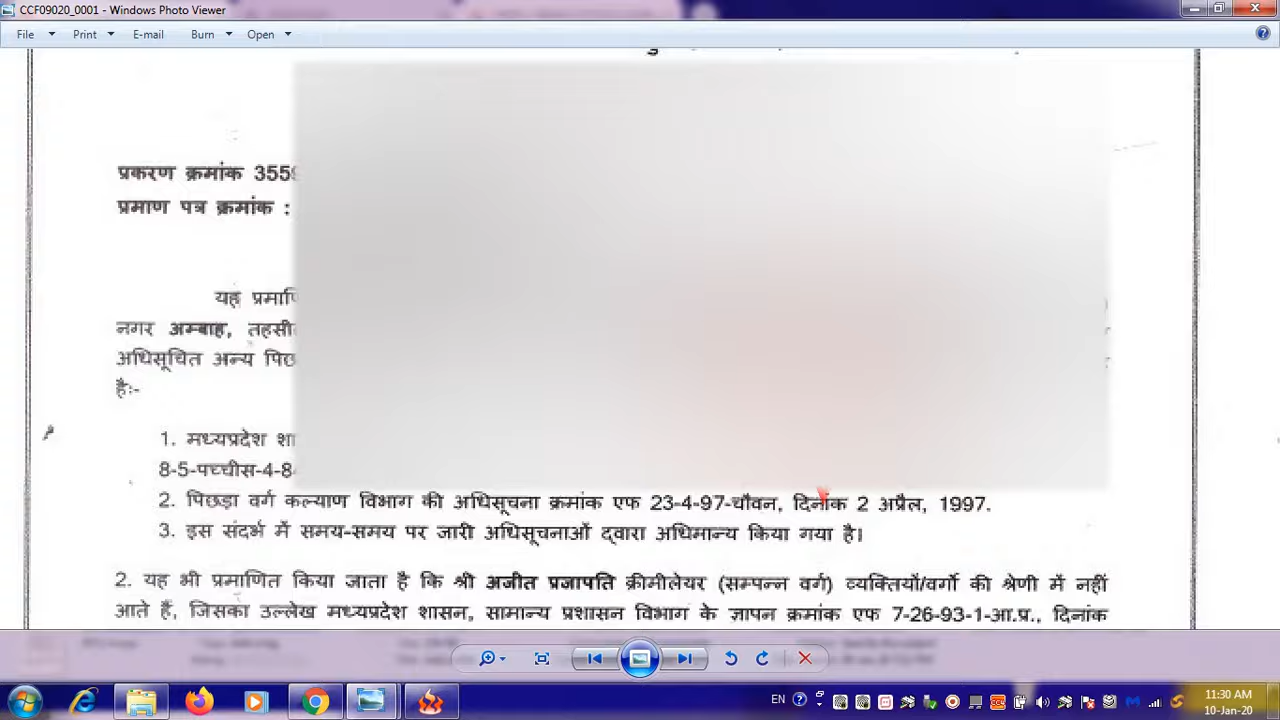 CCF09020_0001 - Windows Photo Viewer
File Print E-mail Burn Open
प्रकरण क्रमांक 3559
प्रमाण पत्र क्रमांक :
यह
नगर अम्बाह,
अधिसूचित अन्य
है:-
1. मध्यप्रदेश
8-5-पच्चीस-4-8
2. पिछड़ा वर्ग कल्याण विभाग की अधिसूचना क्रमांक एफ 23-4-97-चौवन, दिनांक 2 अप्रैल, 1997.
3. इस संदर्भ में समय-समय पर जारी अधिसूचनाओं द्वारा अधिमान्य किया गया है।
2. यह भी प्रमाणित किया जाता है कि श्री अजीत प्रजापति क्रीमीलेयर (सम्पन्न वर्ग) व्यक्तियों/वर्गो की श्रेणी में नहीं
आते हैं, जिसका उल्लेख मध्यप्रदेश शासन, सामान्य प्रशासन विभाग के ज्ञापन क्रमांक एफ 7-26-93-1-आ.प्र., दिनांक
EN
11:30 AM
10-Jan-20